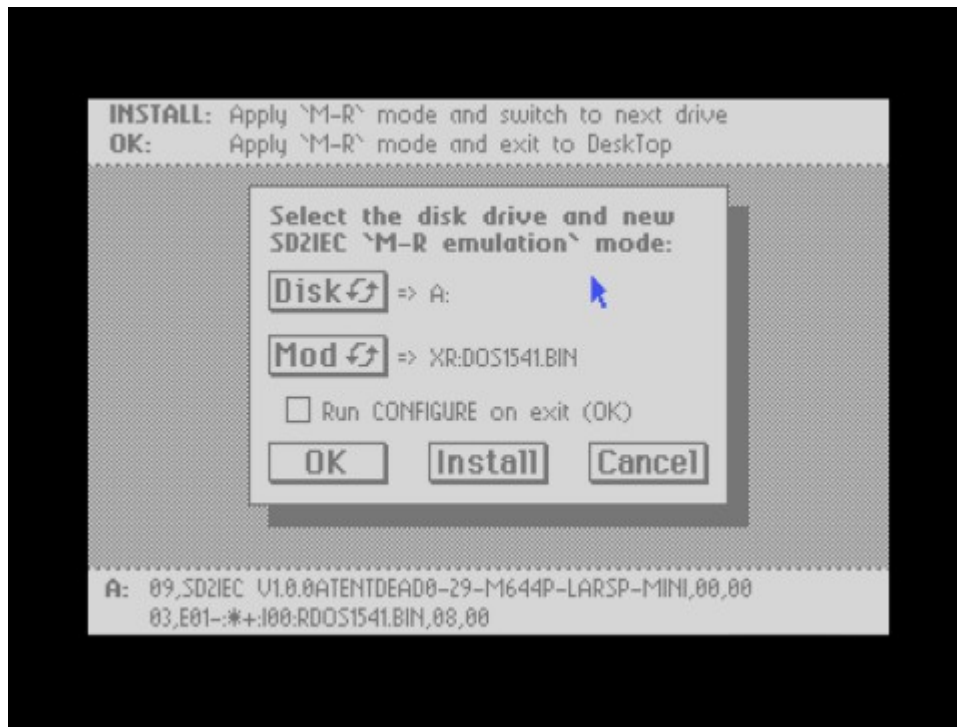 INSTALL: Apply `M-R` mode and switch to next drive
OK: Apply `M-R` mode and exit to DeskTop
Select the disk drive and new
SD2IEC `M-R emulation` mode:
Disk => A:
Mod => XR:DOS1541.BIN
Run CONFIGURE on exit (OK)
OK Install Cancel
A: 09,SD2IEC V1.0.0ATENTDEAD0-29-M644P-LARSP-MINI,00,00
03,E01-:*+:I00:RDOS1541.BIN,08,00